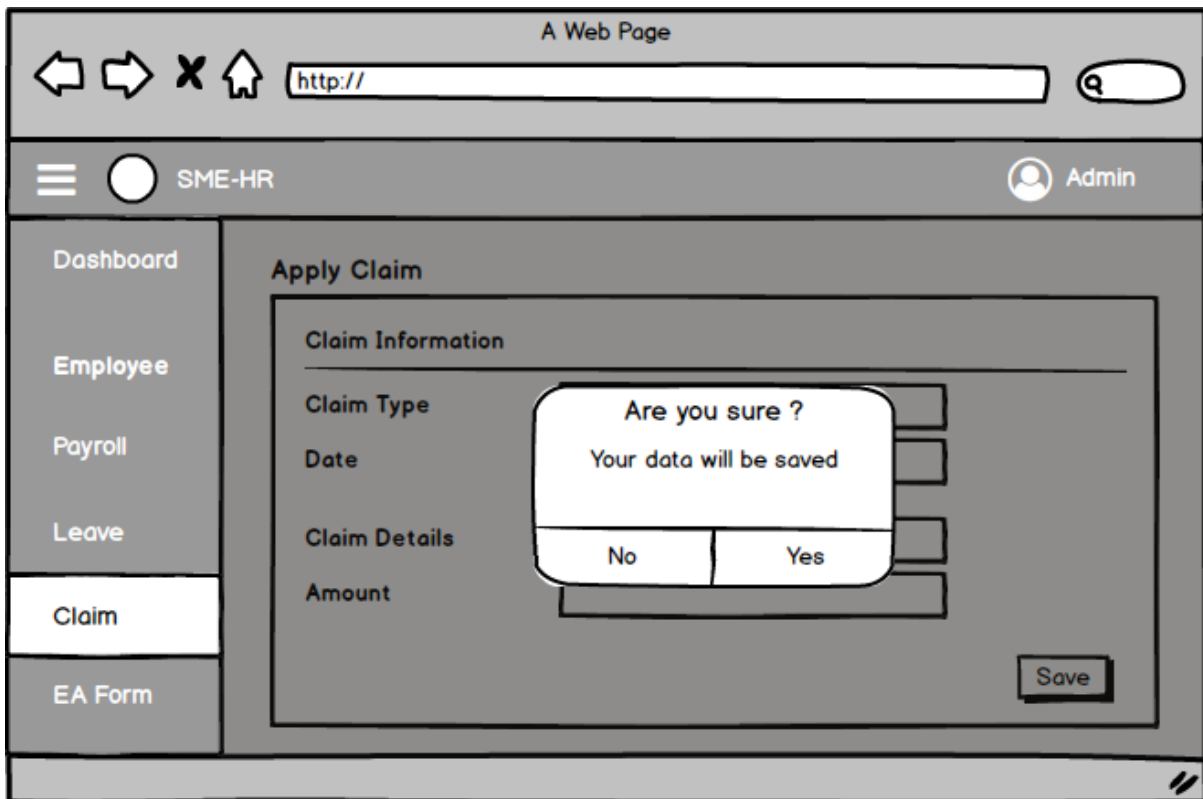 A Web Page
http://
SME-HR
Admin
Dashboard
Employee
Payroll
Leave
Claim
EA Form
Apply Claim
Claim Information
Claim Type
Date
Claim Details
Amount
Are you sure ?
Your data will be saved
No Yes
Save